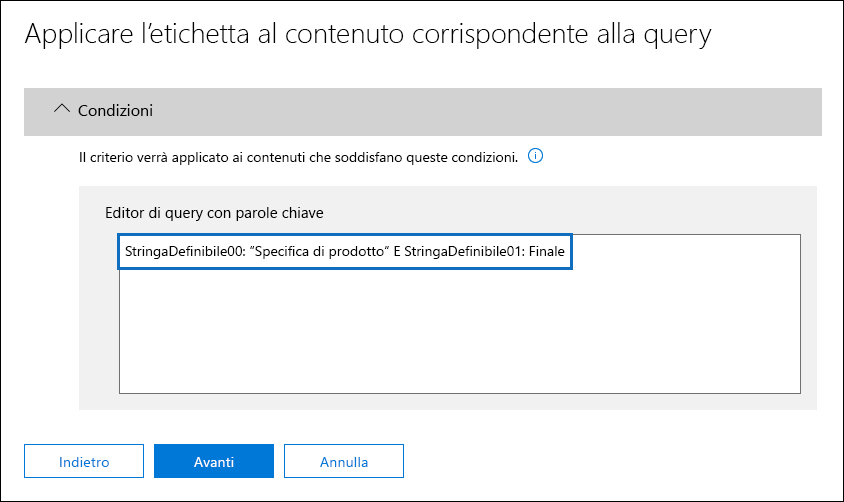 Applicare l’etichetta al contenuto corrispondente alla query
Condizioni
Il criterio verrà applicato ai contenuti che soddisfano queste condizioni.
Editor di query con parole chiave
StringaDefinibile00: “Specifica di prodotto” E StringaDefinibile01: Finale
Indietro Avanti Annulla